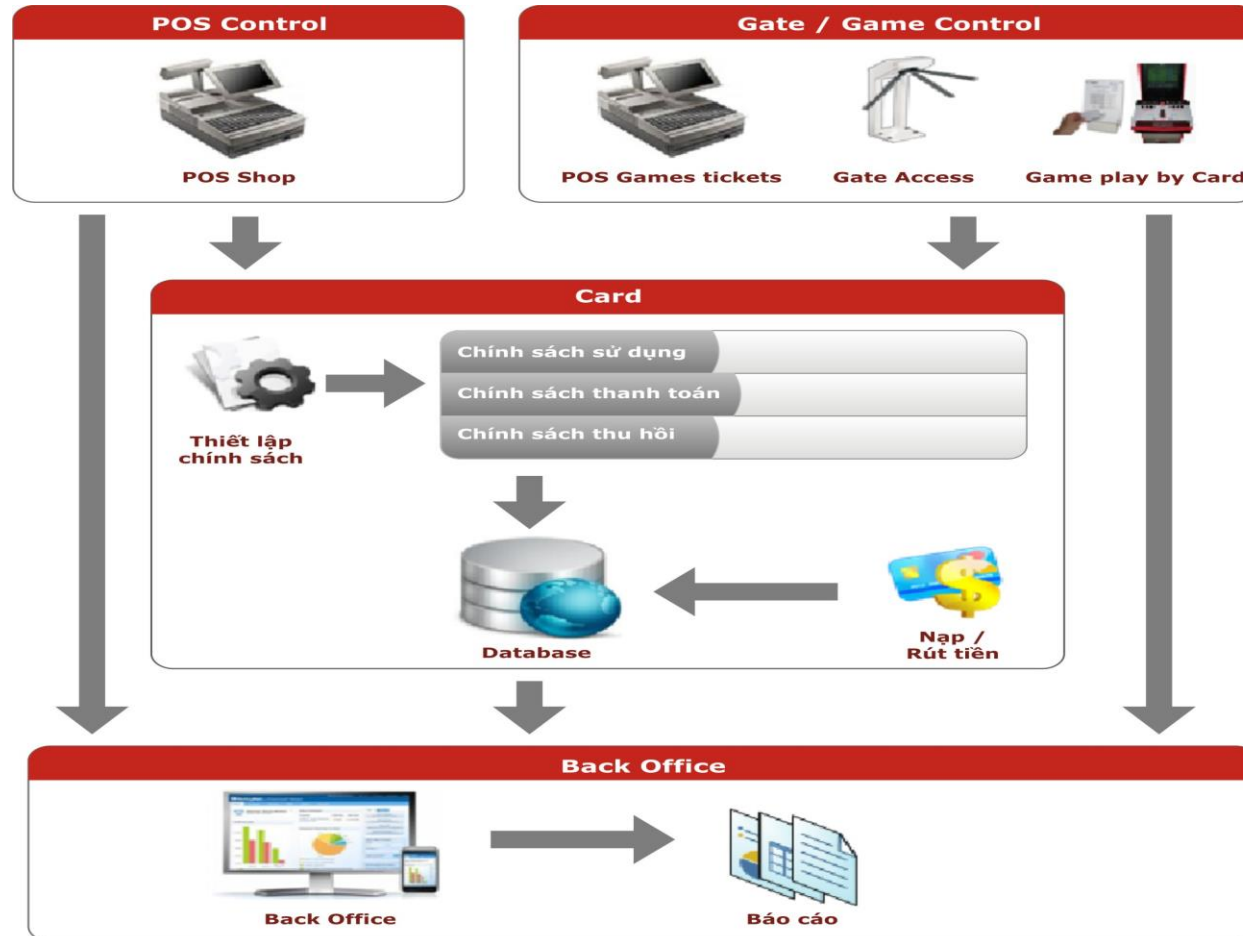 POS Control
Gate / Game Control
POS Shop
POS Games tickets
Gate Access
Game play by Card
Card
Chính sách sử dụng
Chính sách thanh toán
Chính sách thu hồi
Thiết lập
chính sách
Database
Nạp /
Rút tiền
Back Office
Back Office
Báo cáo